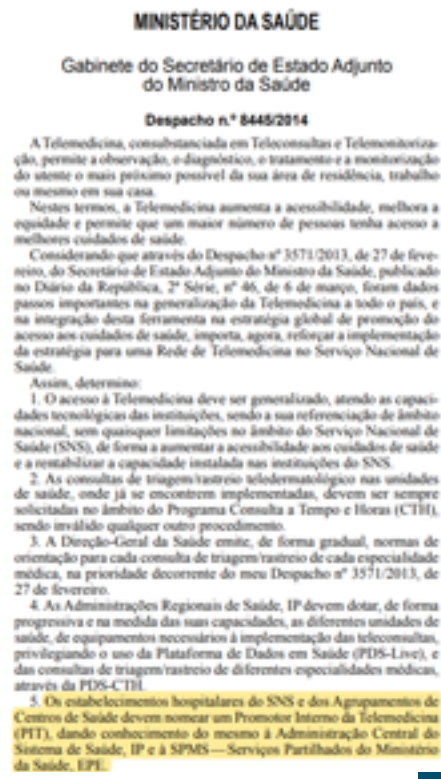 MINISTÉRIO DA SAÚDE
Gabinete do Secretário de Estado Adjunto
do Ministro da Saúde
Despacho n.º 8445/2014
A Telemedicina, consubstanciada em Teleconsultas e Telemonitoriza-
ção, permite a observação, o diagnóstico, o tratamento e a monitorização
do utente o mais próximo possível da sua área de residência, trabalho
ou mesmo em sua casa.
Nestes termos, a Telemedicina aumenta a acessibilidade, melhora a
equidade e permite que um maior número de pessoas tenha acesso a
melhores cuidados de saúde.
Considerando que através do Despacho nº 3571/2013, de 27 de feve-
reiro, do Secretário de Estado Adjunto do Ministro da Saúde, publicado
no Diário da República, 2ª Série, nº 46, de 6 de março, foram dados
passos importantes na generalização da Telemedicina a todo o país, e
na integração desta ferramenta na estratégia global de promoção do
acesso aos cuidados de saúde, importa, agora, reforçar a implementação
da estratégia para uma Rede de Telemedicina no Serviço Nacional de
Saúde.
Assim, determino:
1. O acesso à Telemedicina deve ser generalizado, atendo as capaci-
dades tecnológicas das instituições, sendo a sua referenciação de âmbito
nacional, sem quaisquer limitações no âmbito do Serviço Nacional de
Saúde (SNS), de forma a aumentar a acessibilidade aos cuidados de saúde
e a rentabilizar a capacidade instalada nas instituições do SNS.
2. As consultas de triagem/rastreio teledermatológico nas unidades
de saúde, onde já se encontrem implementadas, devem ser sempre
solicitadas no âmbito do Programa Consulta a Tempo e Horas (CTH),
sendo inválido qualquer outro procedimento.
3. A Direção-Geral da Saúde emite, de forma gradual, normas de
orientação para cada consulta de triagem/rastreio de cada especialidade
médica, na prioridade decorrente do meu Despacho nº 3571/2013, de
27 de fevereiro.
4. As Administrações Regionais de Saúde, IP devem dotar, de forma
progressiva e na medida das suas capacidades, as diferentes unidades de
saúde, de equipamentos necessários à implementação das teleconsultas,
privilegiando o uso da Plataforma de Dados em Saúde (PDS-Live), e
das consultas de triagem/rastreio de diferentes especialidades médicas,
através da PDS-CTH.
5. Os estabelecimentos hospitalares do SNS e dos Agrupamentos de
Centros de Saúde devem nomear um Promotor Interno da Telemedicina
(PIT), dando conhecimento do mesmo à Administração Central do
Sistema de Saúde, IP e à SPMS — Serviços Partilhados do Ministério
da Saúde, EPE.